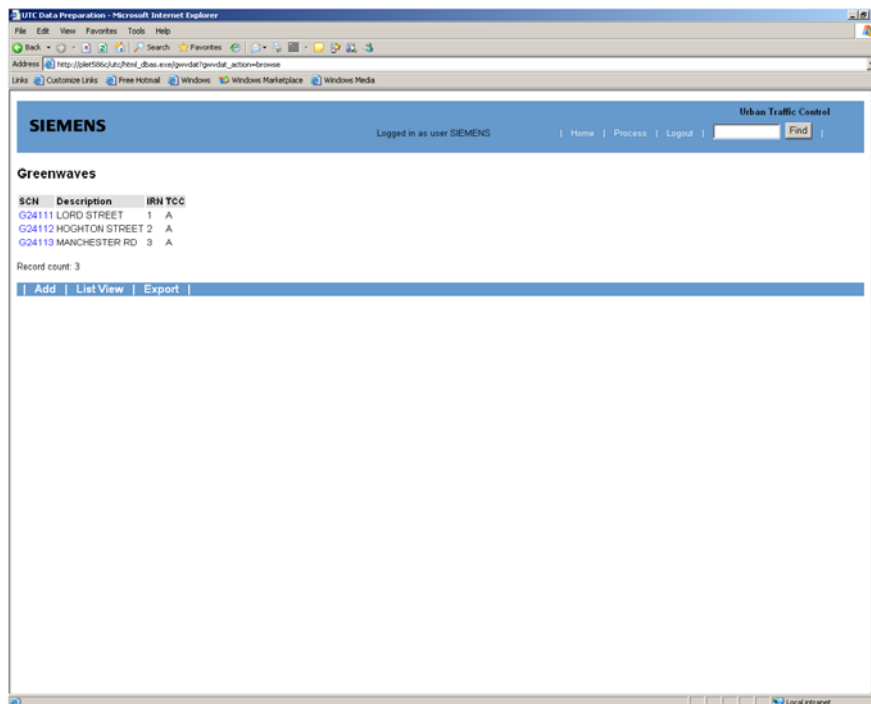 UTC Data Preparation - Microsoft Internet Explorer
File Edit View Favorites Tools Help
Back Search Favorites
Address http://plet586c/utc/html_dbas.exe/gwvdat?gwvdat_action=browse
Links Customize Links Free Hotmail Windows Windows Marketplace Windows Media
Urban Traffic Control
SIEMENS Logged in as user SIEMENS | Home | Process | Logout | Find |
Greenwaves
SCN Description IRN TCC
G24111 LORD STREET 1 A
G24112 HOGHTON STREET 2 A
G24113 MANCHESTER RD 3 A
Record count: 3
| Add | List View | Export |
Local intranet